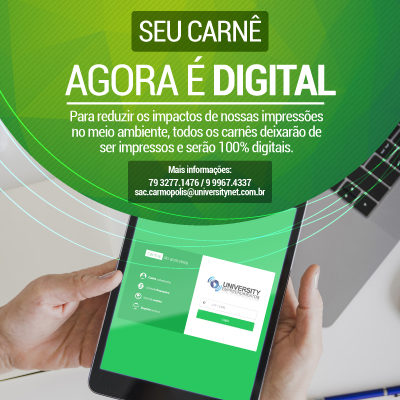 SEU CARNÊ
AGORA É DIGITAL
Para reduzir os impactos de nossas impressões
no meio ambiente, todos os carnês deixarão de
ser impressos e serão 100% digitais.
Mais informações:
79 3277.1476 / 9 9967.4337
sac.carmopolis@universitynet.com.br
UNIVERSITY